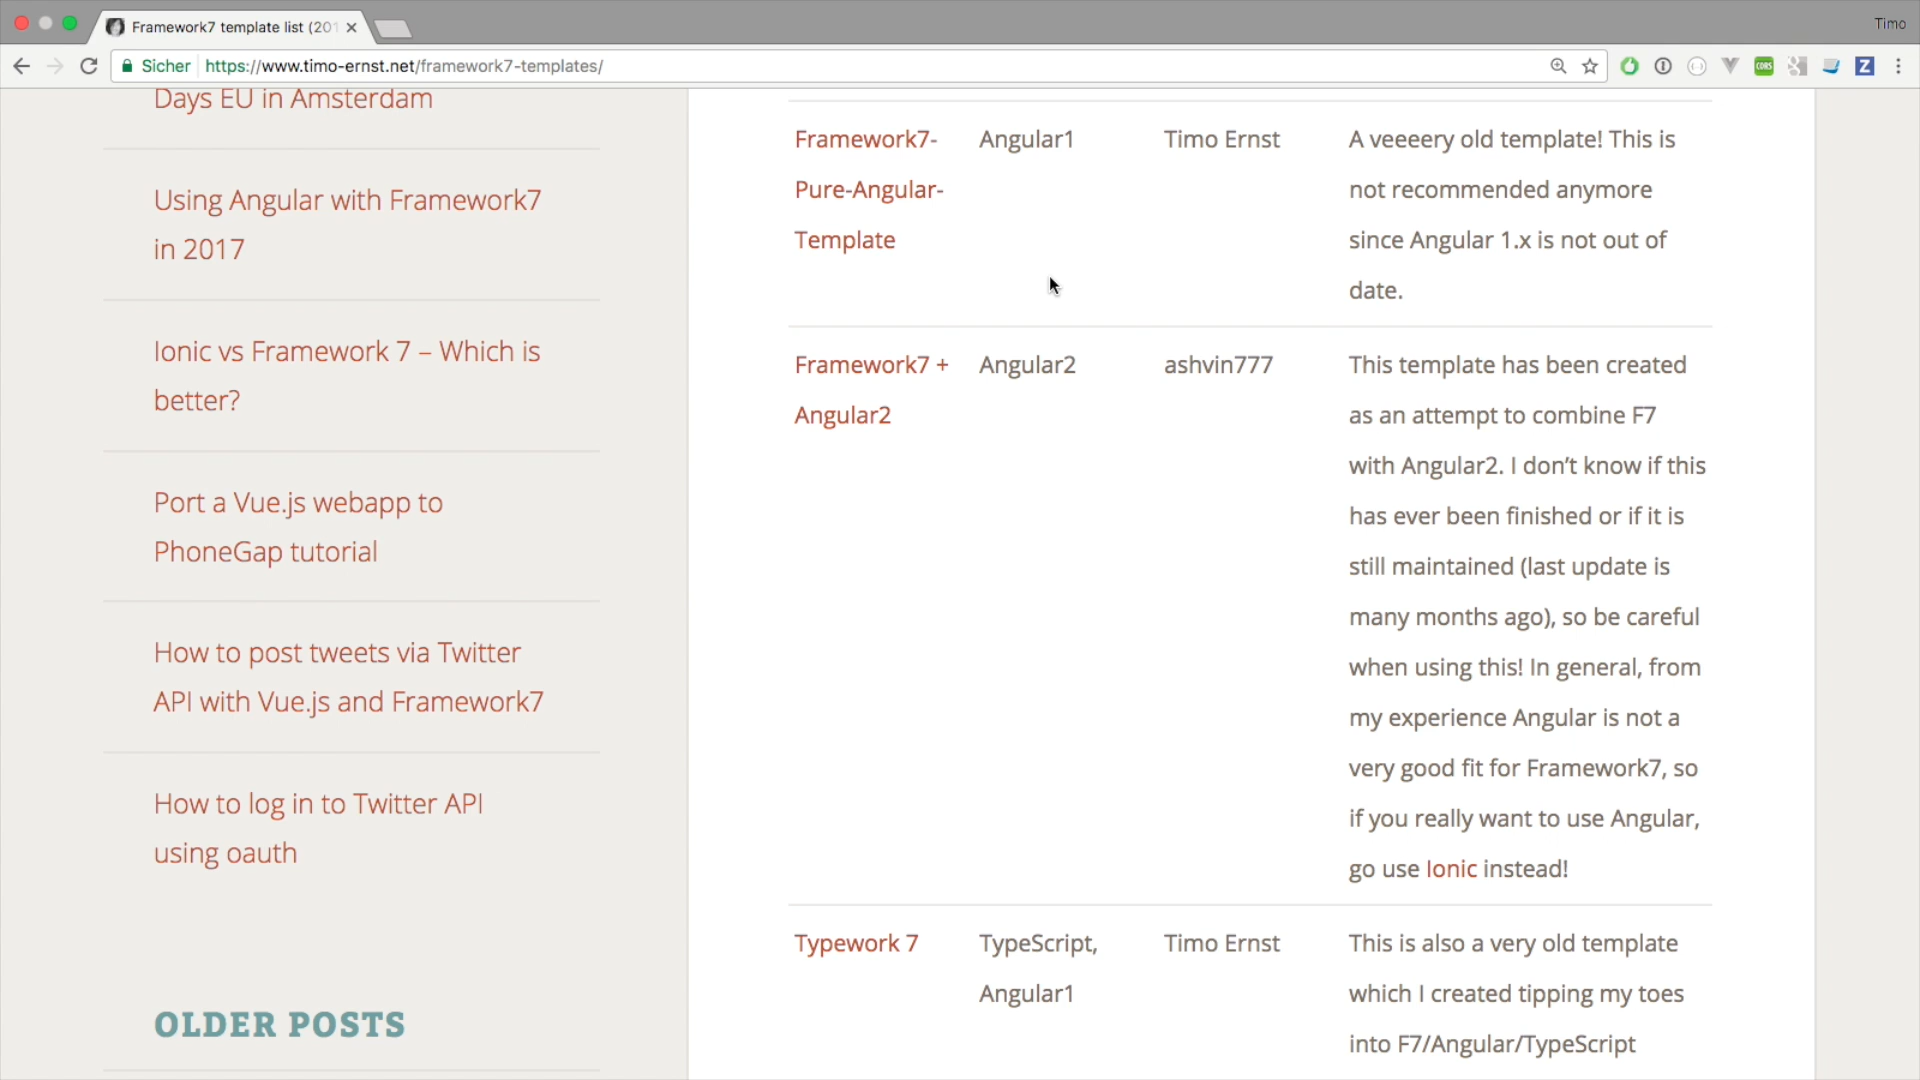 Framework7 template list (201
Timo
Sicher https://www.timo-ernst.net/framework7-templates/
CORS
Z
Days EU in Amsterdam
Using Angular with Framework7
in 2017
Ionic vs Framework 7 – Which is
better?
Port a Vue.js webapp to
PhoneGap tutorial
How to post tweets via Twitter
API with Vue.js and Framework7
How to log in to Twitter API
using oauth
OLDER POSTS
Framework7-
Pure-Angular-
Template
Angular1
Timo Ernst
A veeeery old template! This is
not recommended anymore
since Angular 1.x is not out of
date.
Framework7 +
Angular2
Angular2
ashvin777
This template has been created
as an attempt to combine F7
with Angular2. I don’t know if this
has ever been finished or if it is
still maintained (last update is
many months ago), so be careful
when using this! In general, from
my experience Angular is not a
very good fit for Framework7, so
if you really want to use Angular,
go use Ionic instead!
Typework 7
TypeScript,
Angular1
Timo Ernst
This is also a very old template
which I created tipping my toes
into F7/Angular/TypeScript